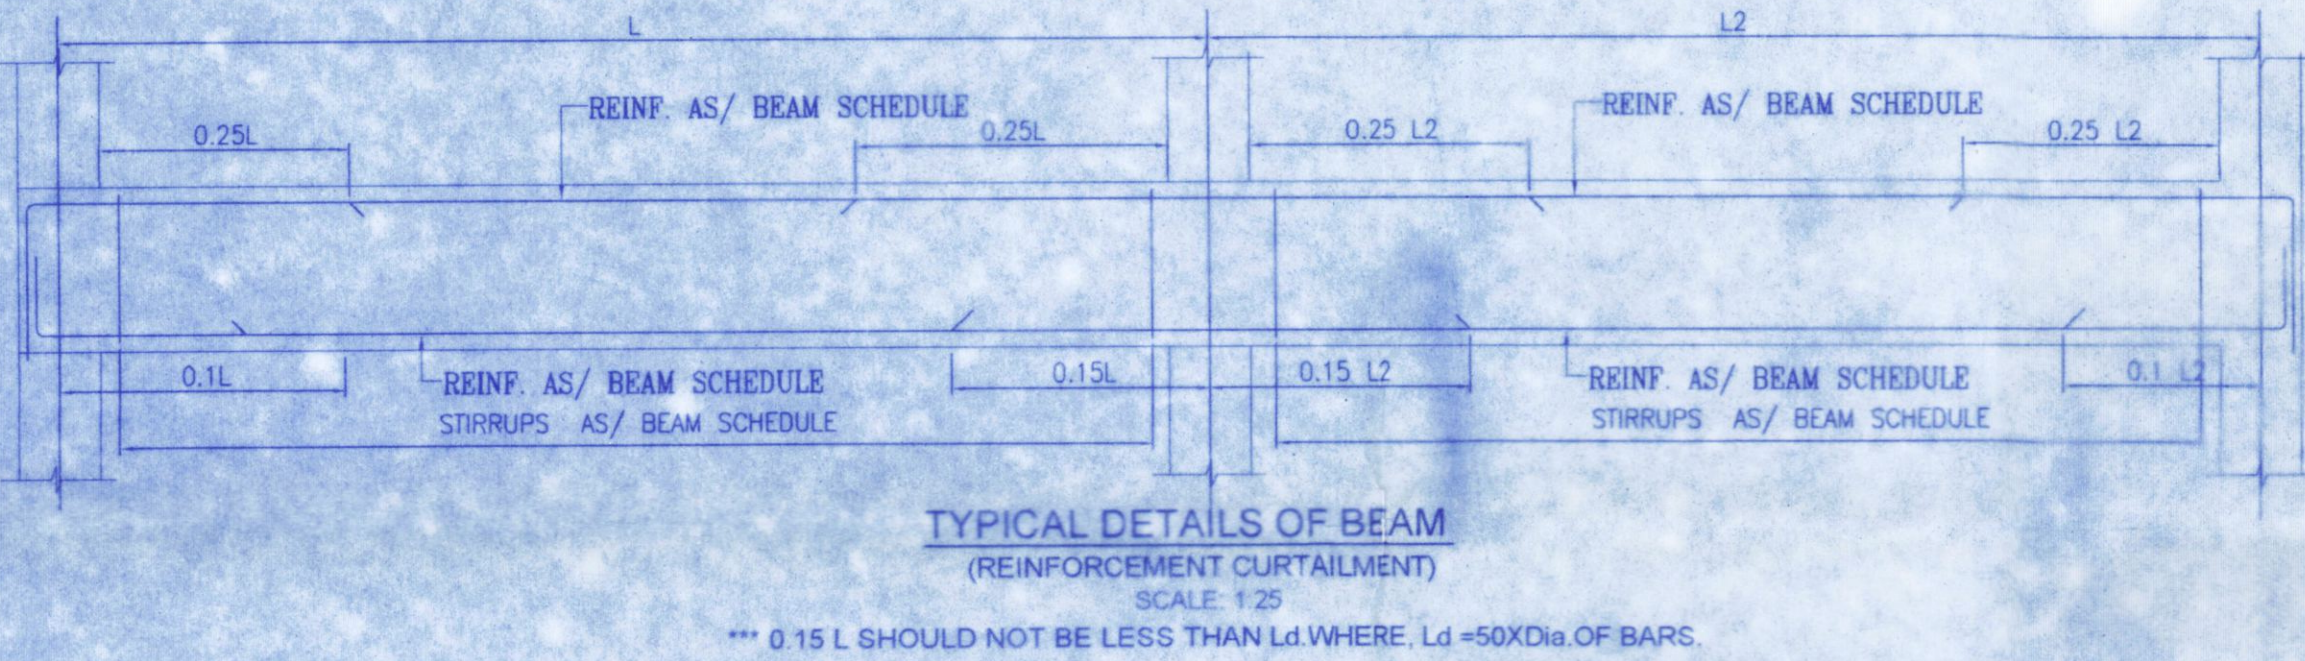 L
L2
REINF. AS/ BEAM SCHEDULE
REINF. AS/ BEAM SCHEDULE
0.25L
0.25L
0.25 L2
0.25 L2
0.1L
REINF. AS/ BEAM SCHEDULE
STIRRUPS AS/ BEAM SCHEDULE
0.15L
0.15 L2
REINF. AS/ BEAM SCHEDULE
STIRRUPS AS/ BEAM SCHEDULE
0.1 L2
TYPICAL DETAILS OF BEAM
(REINFORCEMENT CURTAILMENT)
SCALE: 1:25
*** 0.15 L SHOULD NOT BE LESS THAN Ld.WHERE, Ld =50XDia.OF BARS.